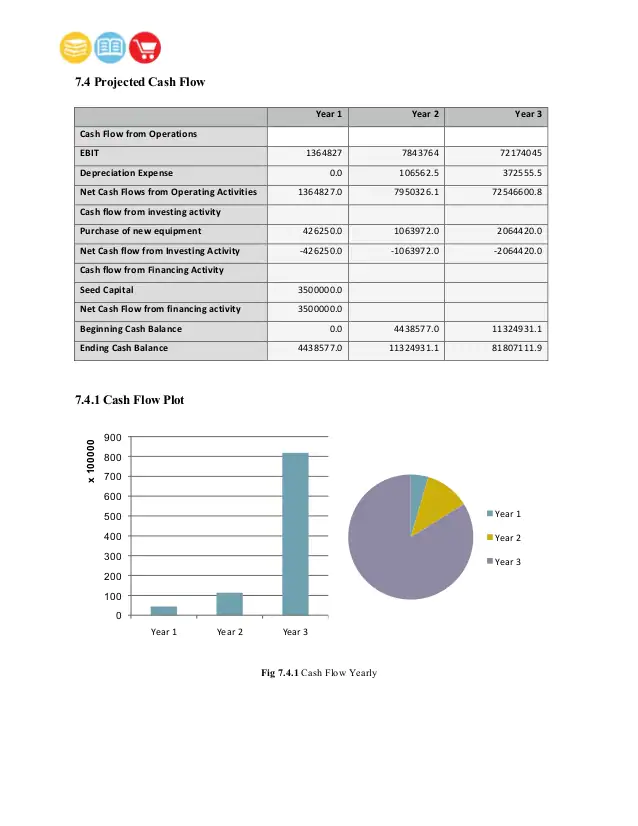 7.4 Projected Cash Flow
Year 1 Year 2 Year 3
Cash Flow from Operations
EBIT 1364827 7843764 72174045
Depreciation Expense 0.0 106562.5 372555.5
Net Cash Flows from Operating Activities 1364827.0 7950326.1 72546600.8
Cash flow from investing activity
Purchase of new equipment 426250.0 1063972.0 2064420.0
Net Cash flow from Investing Activity -426250.0 -1063972.0 -2064420.0
Cash flow from Financing Activity
Seed Capital 3500000.0
Net Cash Flow from financing activity 3500000.0
Beginning Cash Balance 0.0 4438577.0 11324931.1
Ending Cash Balance 4438577.0 11324931.1 81807111.9
7.4.1 Cash Flow Plot
x 100000
900
800
700
600
500
400
300
200
100
0
Year 1 Year 2 Year 3
Year 1
Year 2
Year 3
Fig 7.4.1 Cash Flow Yearly